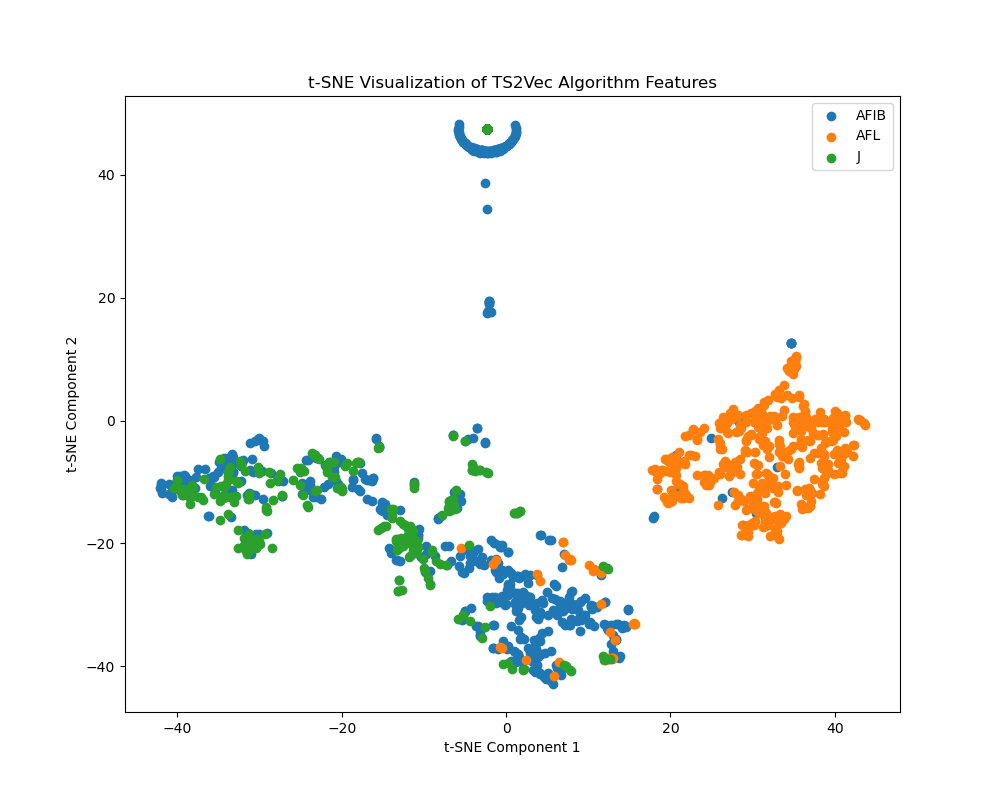 t-SNE Visualization of TS2Vec Algorithm Features
AFIB
AFL
J
40
20
0
−20
−40
t-SNE Component 2
−40
−20
0
20
40
t-SNE Component 1